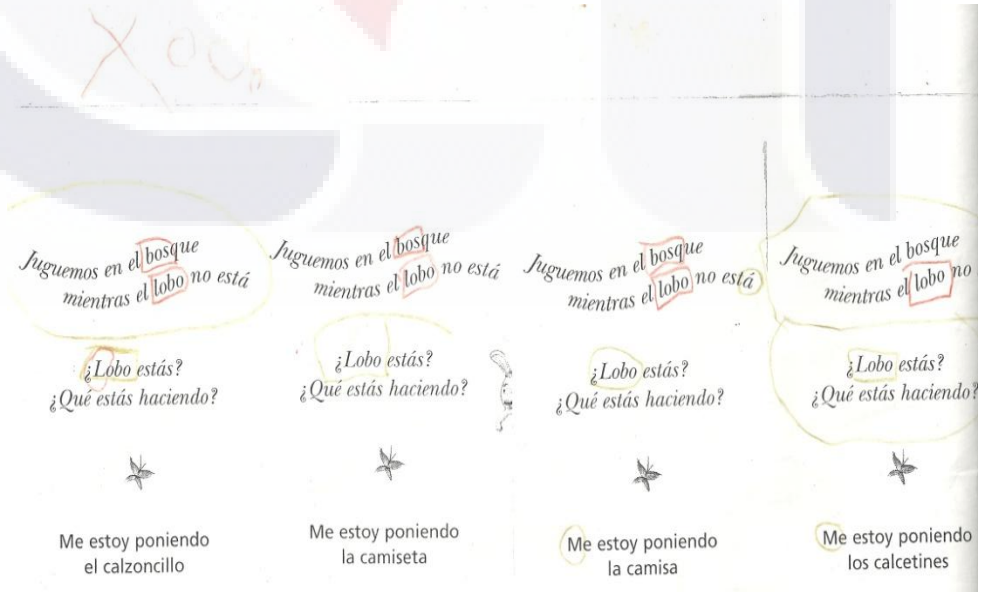 Juguemos en el bosque
mientras el lobo no está
¿Lobo estás?
¿Qué estás haciendo?
Me estoy poniendo
el calzoncillo
Juguemos en el bosque
mientras el lobo no está
¿Lobo estás?
¿Qué estás haciendo?
Me estoy poniendo
la camiseta
Juguemos en el bosque
mientras el lobo no está
¿Lobo estás?
¿Qué estás haciendo?
Me estoy poniendo
la camisa
Juguemos en el bosque
mientras el lobo no
¿Lobo estás?
¿Qué estás haciendo?
Me estoy poniendo
los calcetines